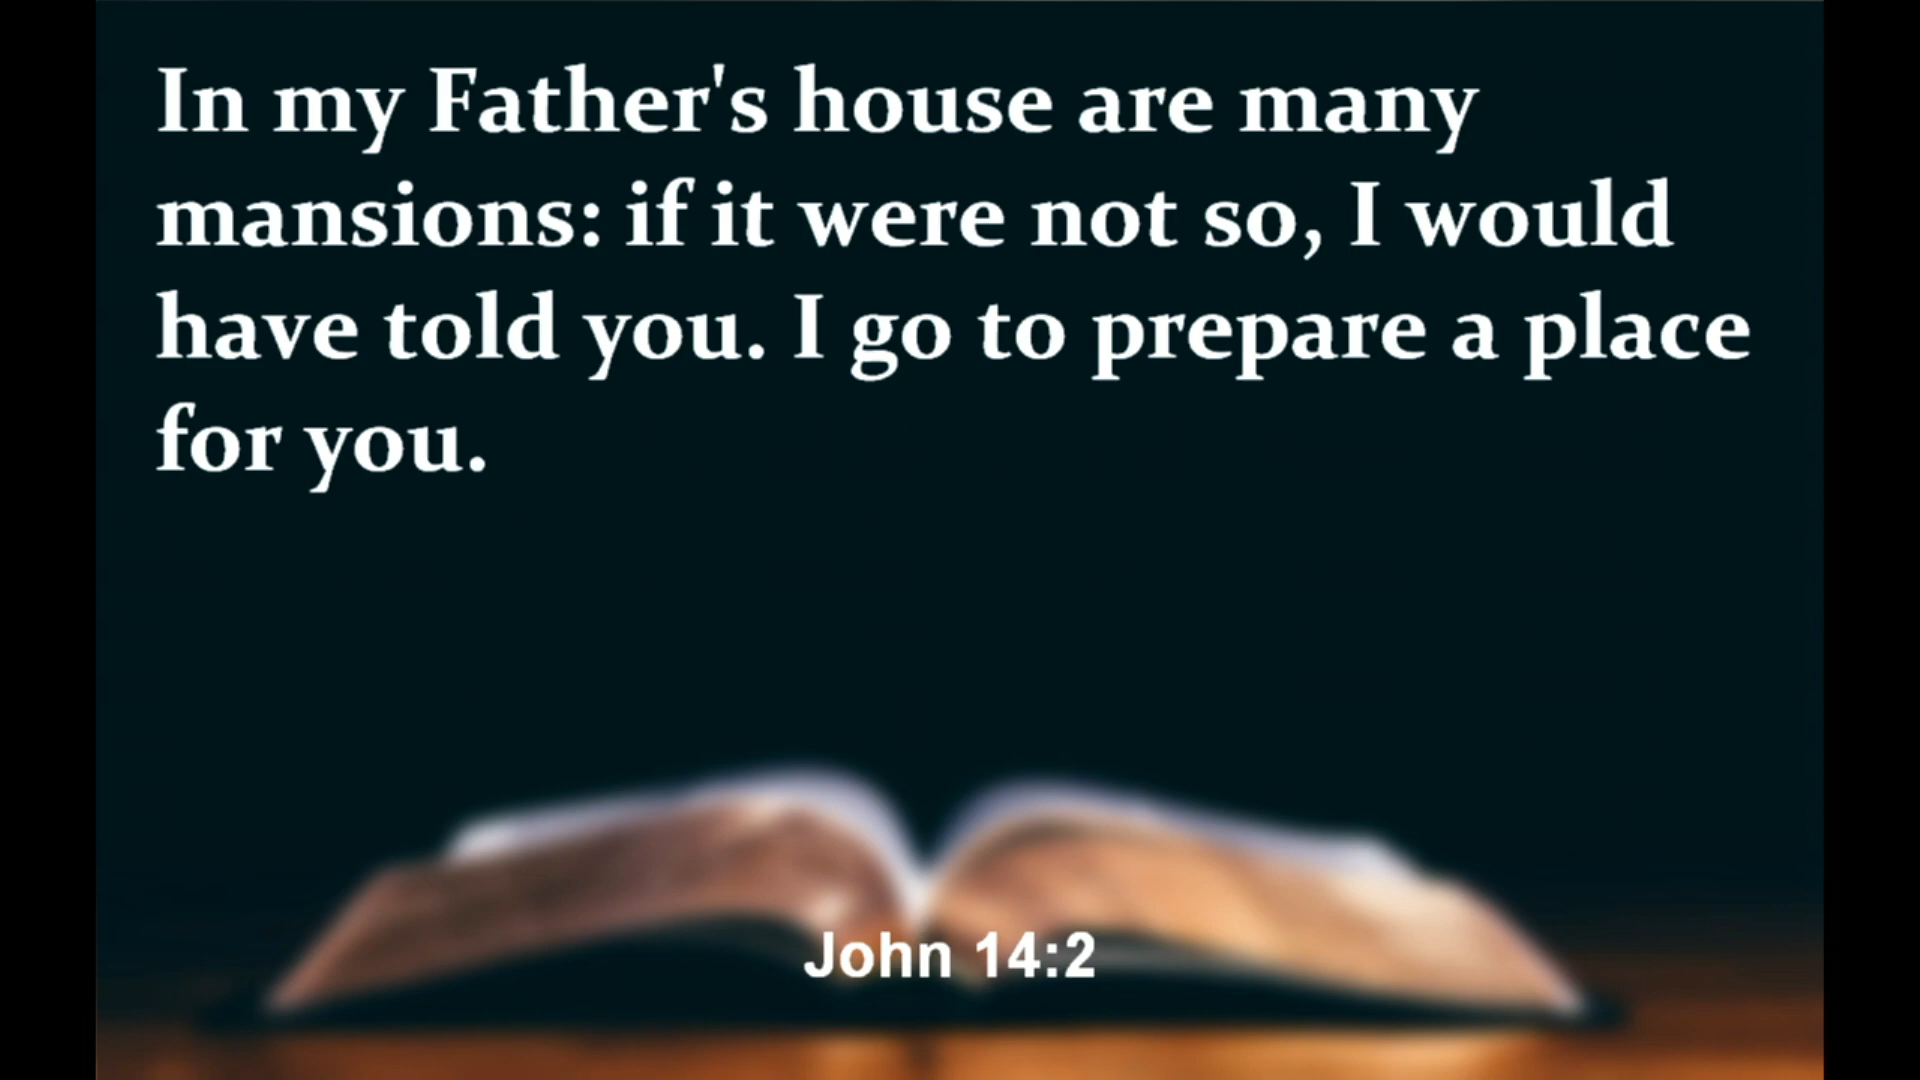 In my Father's house are many
mansions: if it were not so, I would
have told you. I go to prepare a place
for you.
John 14:2